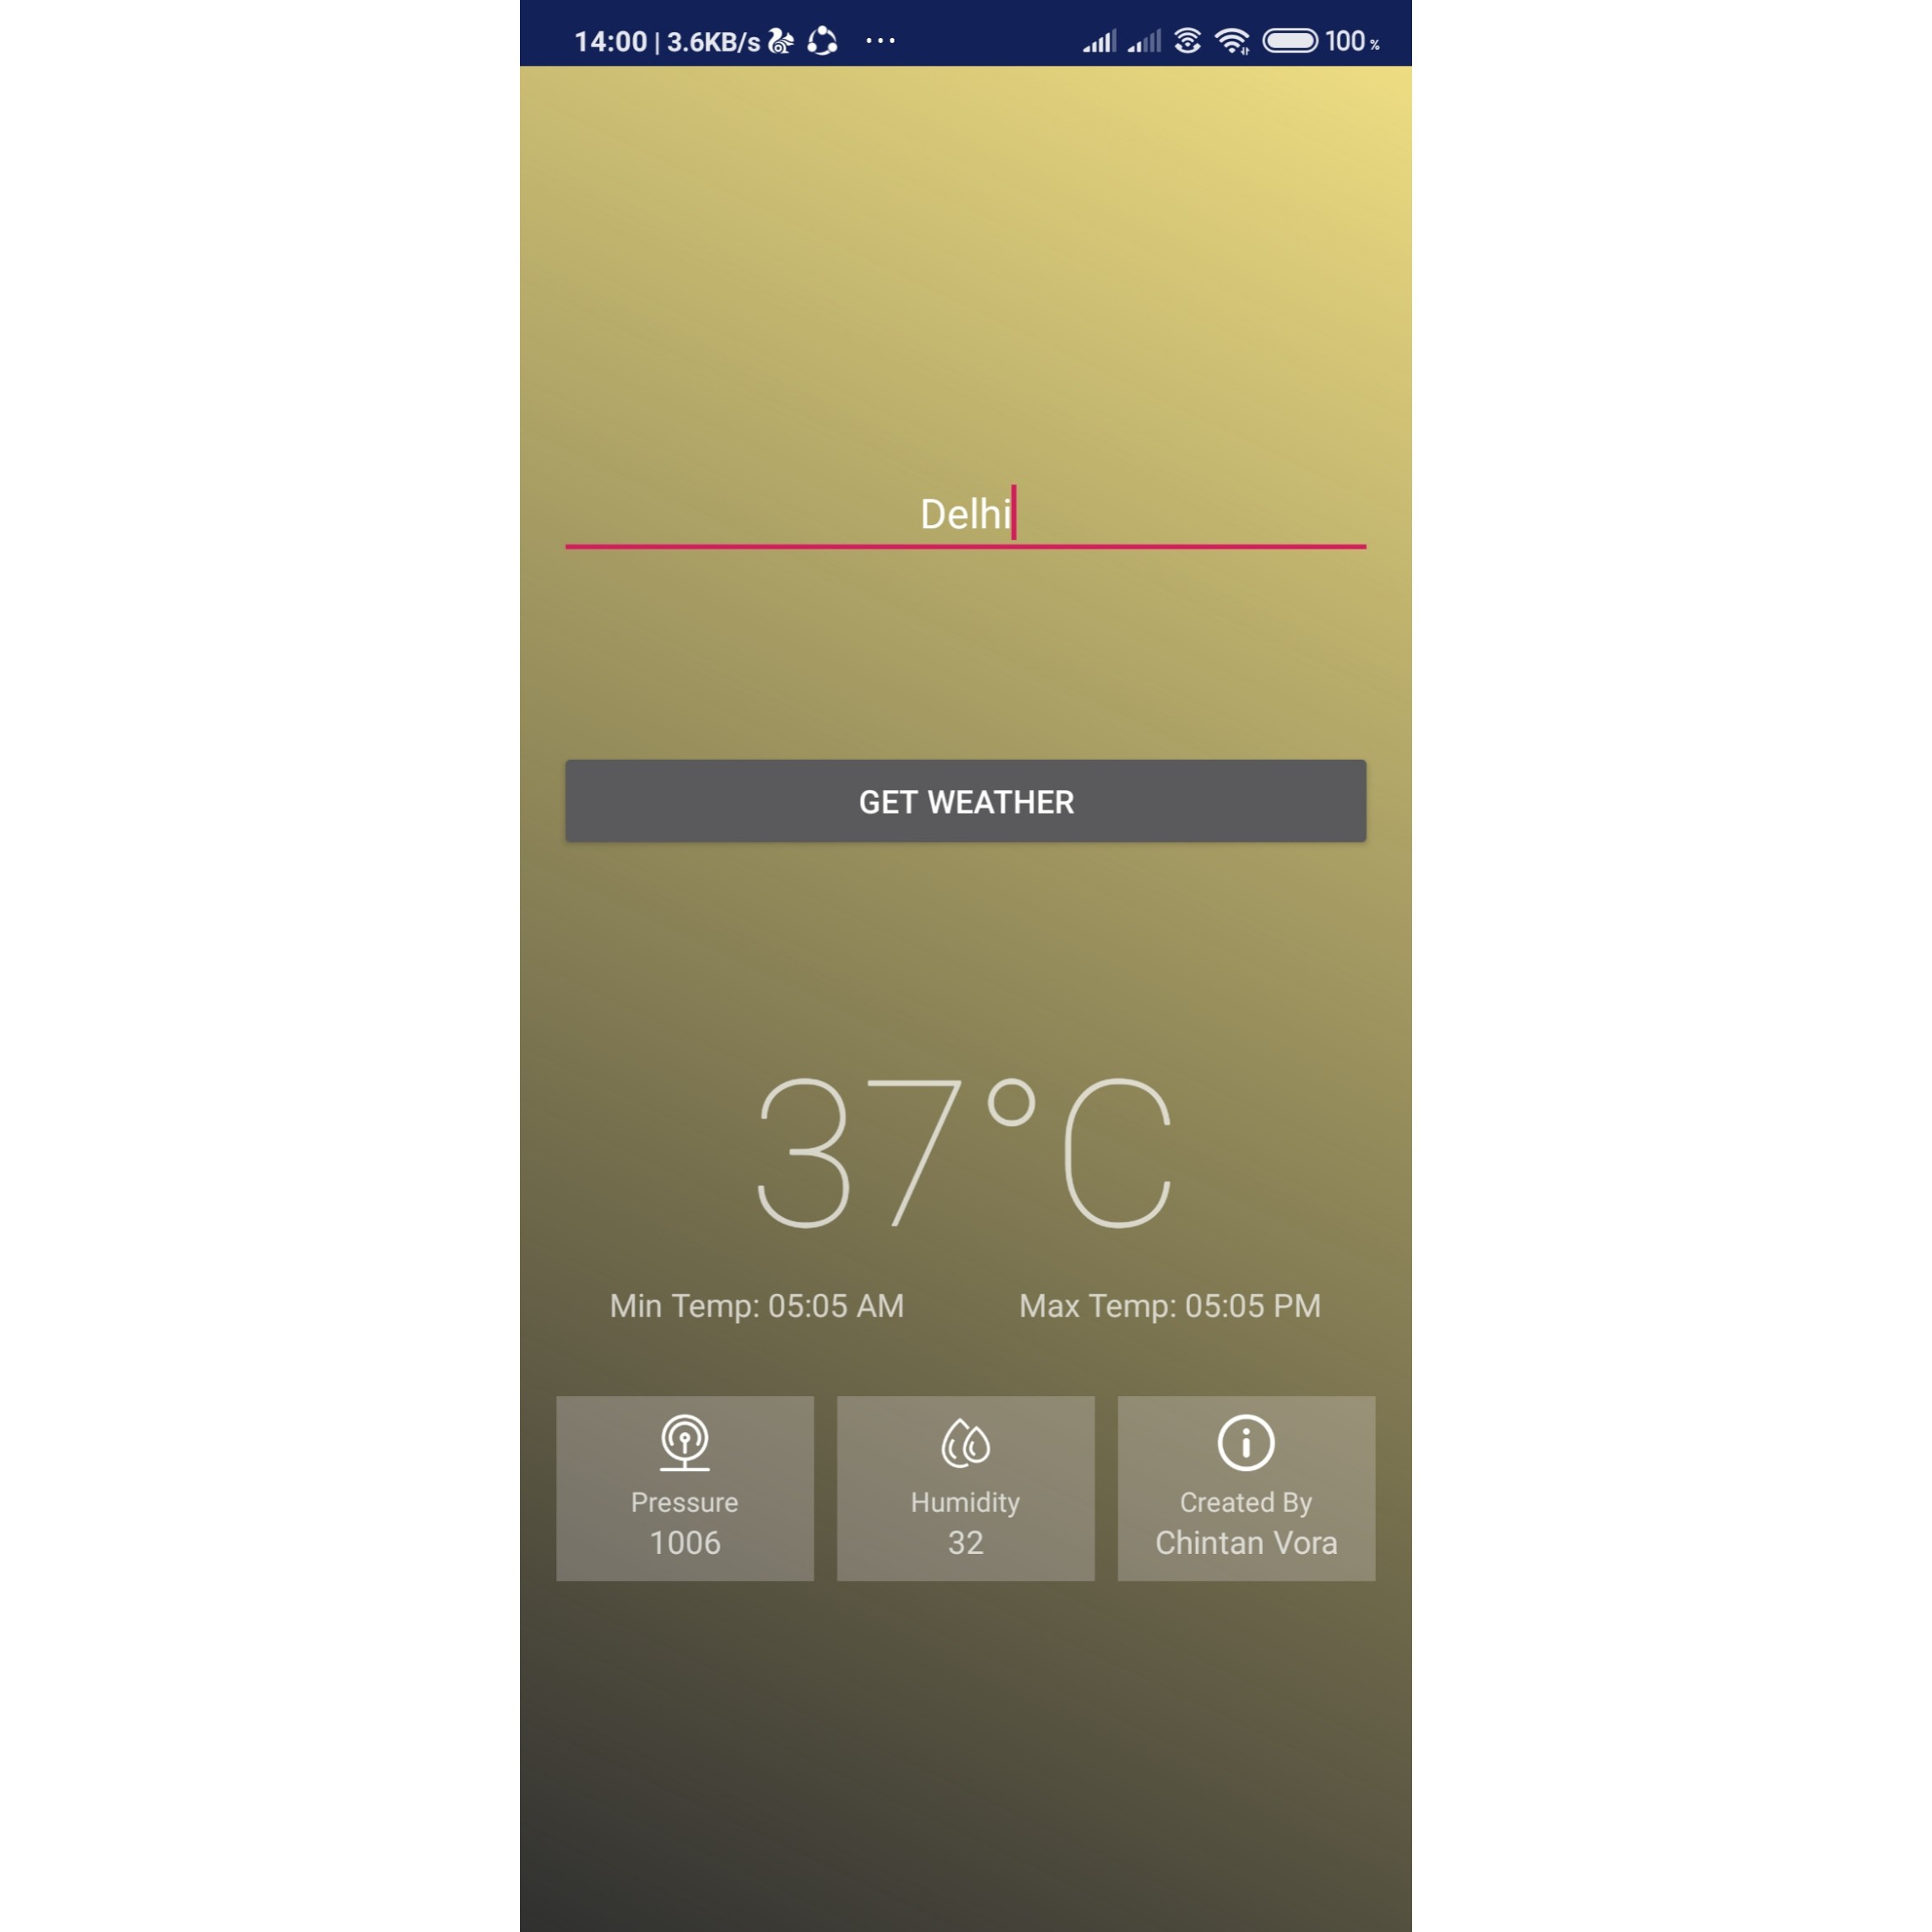 14:00 | 3.6KB/s ... 100 %
Delhi
GET WEATHER
37°C
Min Temp: 05:05 AM Max Temp: 05:05 PM
Pressure Humidity Created By
1006 32 Chintan Vora